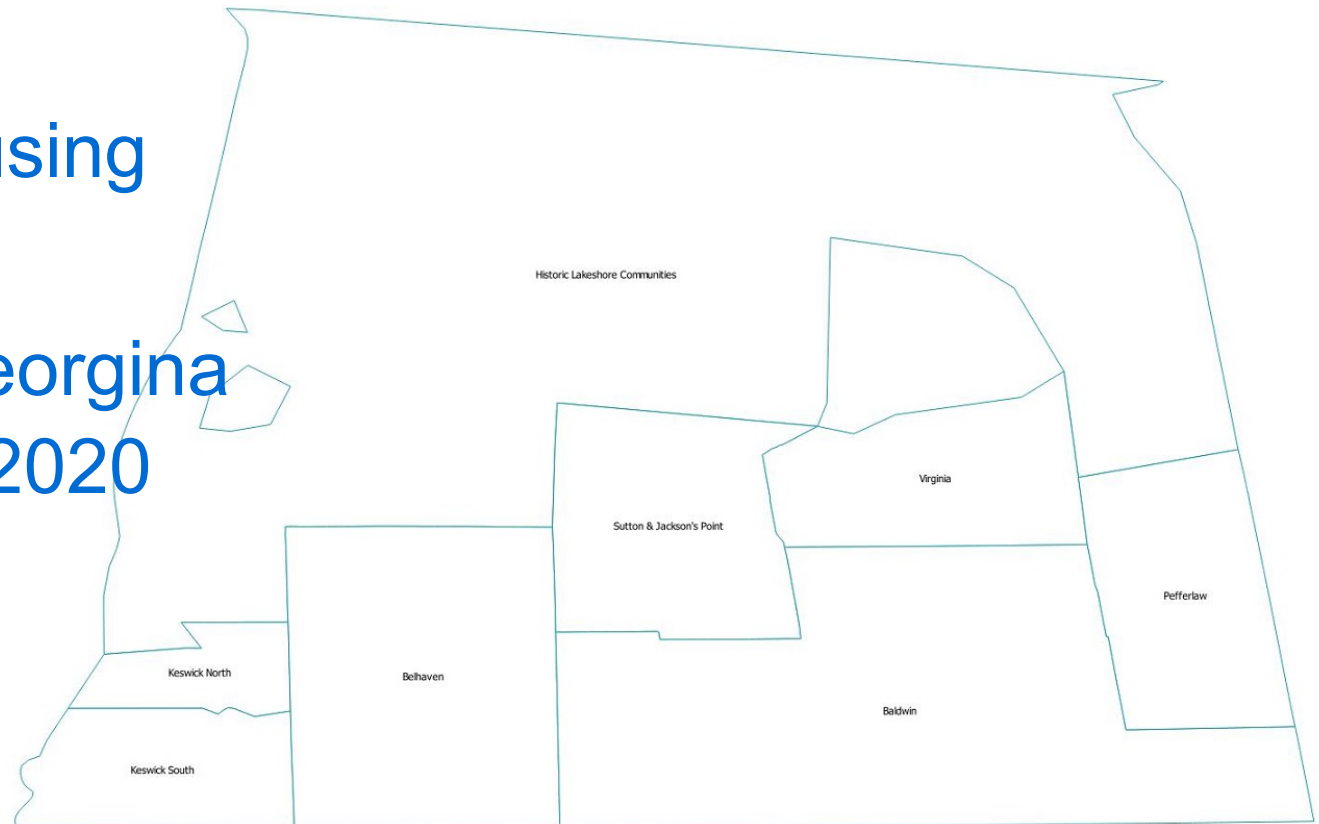 using
eorgina
2020
Historic Lakeshore Communities
Virginia
Sutton & Jackson's Point
Pefferlaw
Keswick North
Belhaven
Baldwin
Keswick South